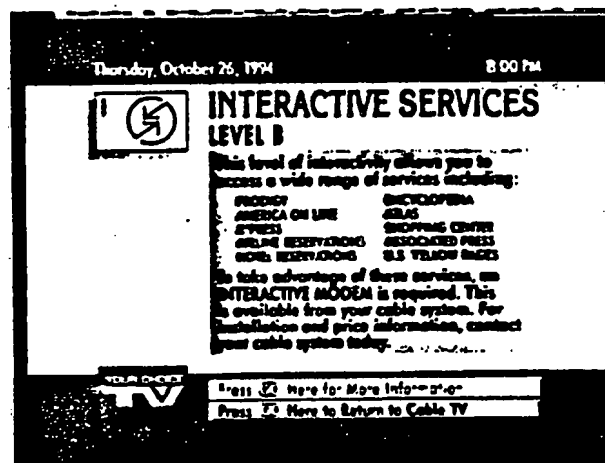 Thursday, October 26, 1994 8:00 PM
INTERACTIVE SERVICES
LEVEL B
This level of interactivity allows you to
access a wide range of services including:
PRODIGY ENCYCLOPEDIA
AMERICA ON LINE ATLAS
X*PRESS SHOPPING CENTER
AIRLINE RESERVATIONS ASSOCIATED PRESS
HOTEL RESERVATIONS U.S. YELLOW PAGES
To take advantage of these services, an
INTERACTIVE MODEM is required. This
is available from your cable system. For
installation and price information, contact
your cable system today.
TV
Press Here for More Information
Press Here to Return to Cable TV